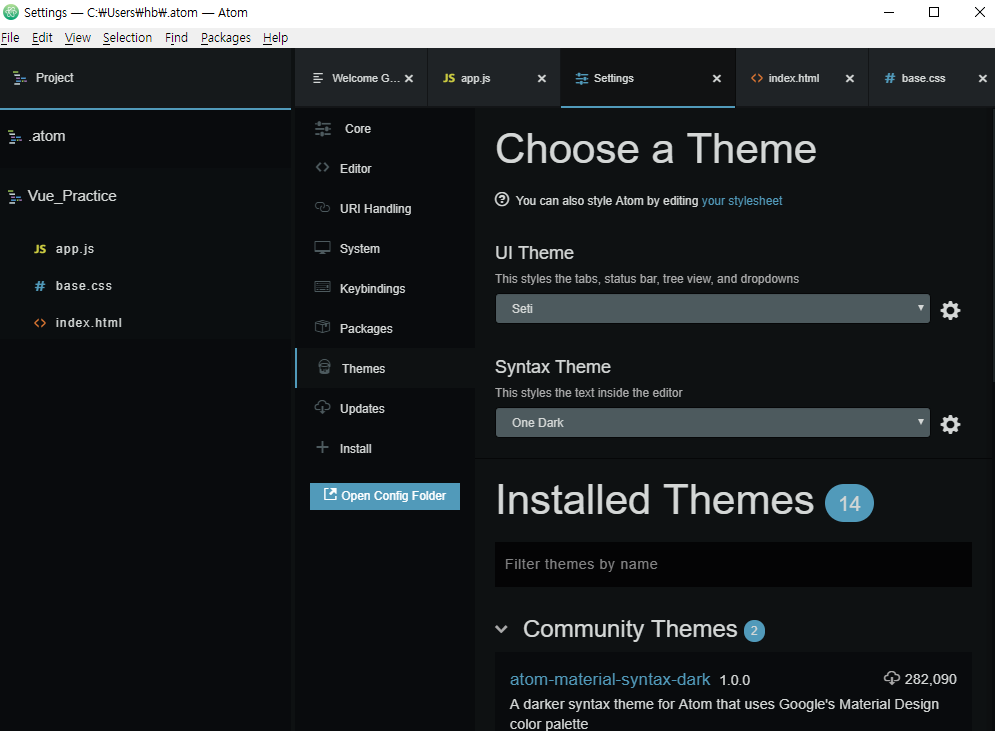 Settings — C:₩Users₩hb₩.atom — Atom
File Edit View Selection Find Packages Help
Project
Welcome G...
JS app.js
Settings
<> index.html
# base.css
.atom
Vue_Practice
JS app.js
# base.css
<> index.html
Core
Editor
URI Handling
System
Keybindings
Packages
Themes
Updates
Install
Open Config Folder
Choose a Theme
You can also style Atom by editing your stylesheet
UI Theme
This styles the tabs, status bar, tree view, and dropdowns
Seti
Syntax Theme
This styles the text inside the editor
One Dark
Installed Themes 14
Filter themes by name
Community Themes 2
atom-material-syntax-dark 1.0.0 282,090
A darker syntax theme for Atom that uses Google's Material Design
color palette